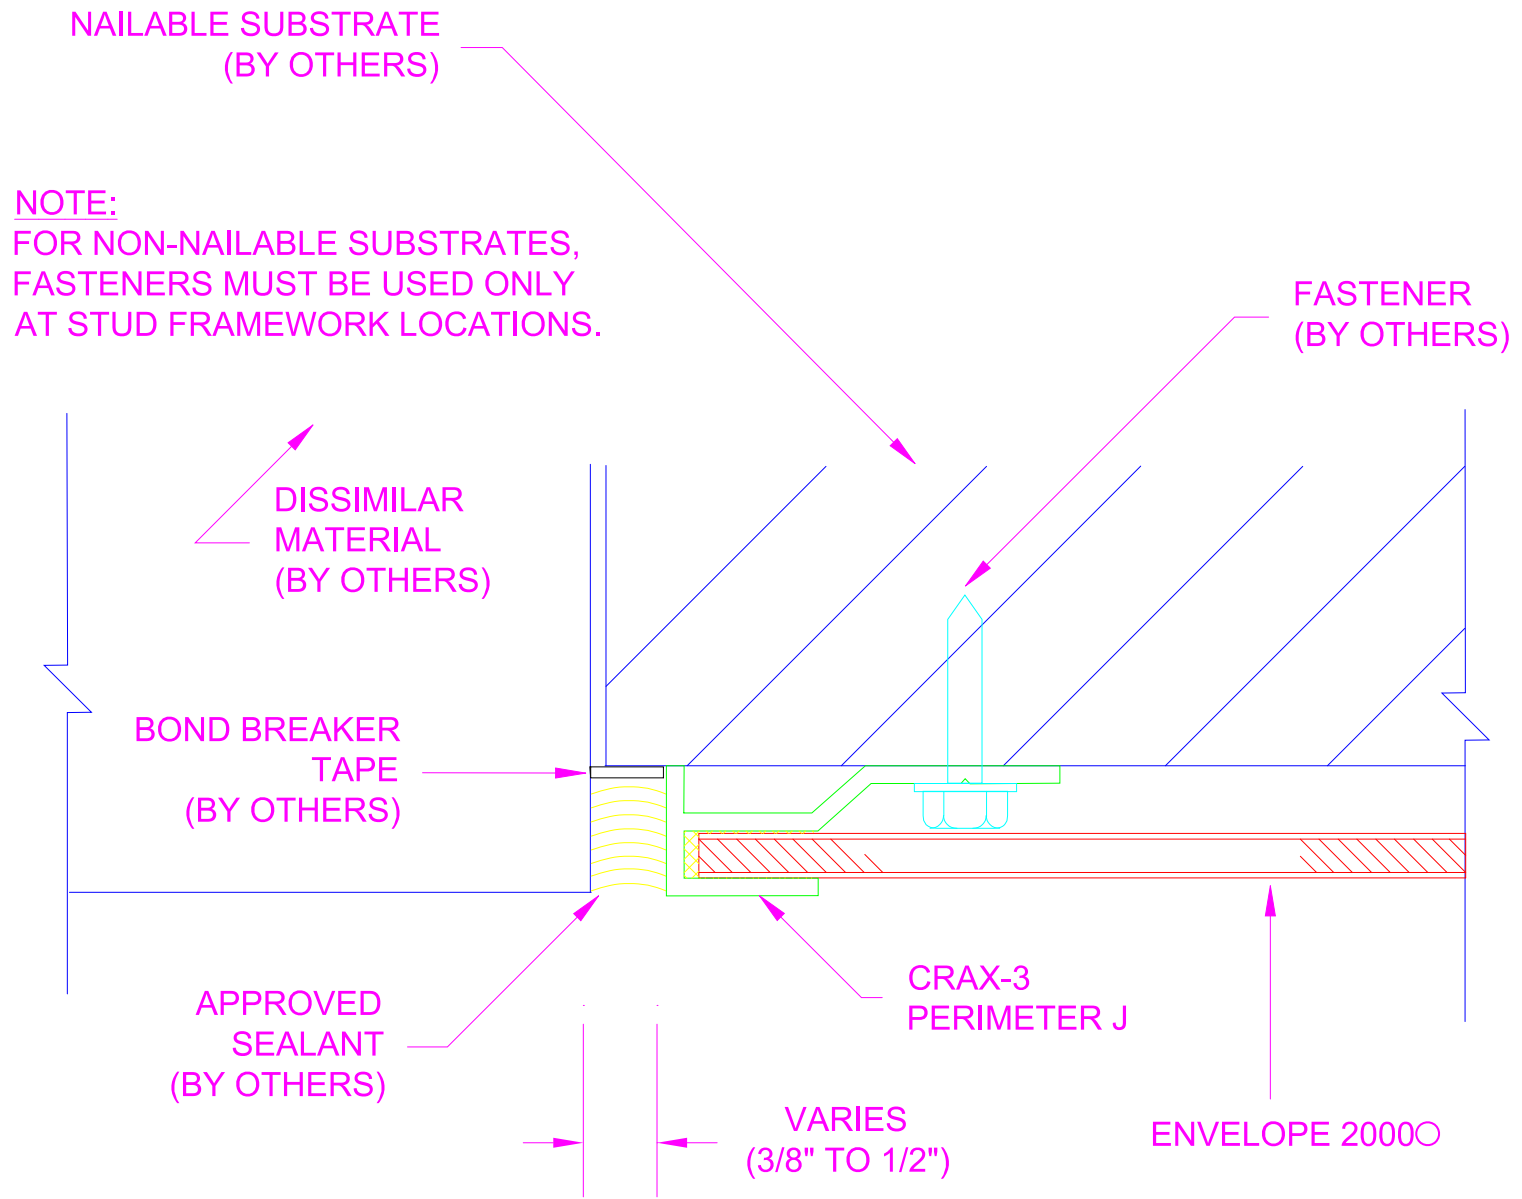 NAILABLE SUBSTRATE
(BY OTHERS)
NOTE:
FOR NON-NAILABLE SUBSTRATES,
FASTENERS MUST BE USED ONLY
AT STUD FRAMEWORK LOCATIONS.
FASTENER
(BY OTHERS)
DISSIMILAR
MATERIAL
(BY OTHERS)
BOND BREAKER
TAPE
(BY OTHERS)
APPROVED
SEALANT
(BY OTHERS)
CRAX-3
PERIMETER J
VARIES
(3/8" TO 1/2")
ENVELOPE 2000○